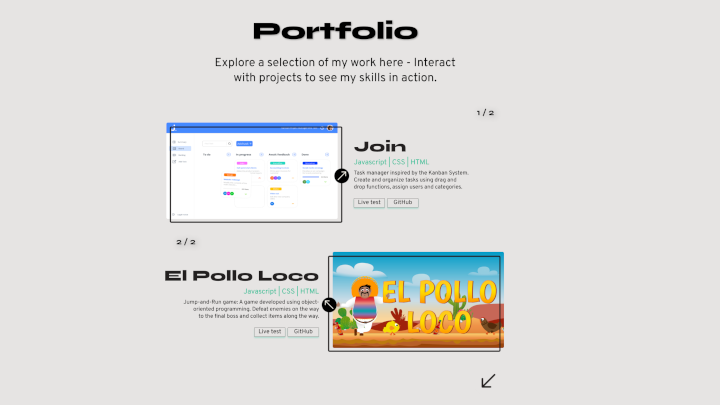 Portfolio
Explore a selection of my work here - Interact
with projects to see my skills in action.
1 / 2
Join
Javascript | CSS | HTML
Task manager inspired by the Kanban System.
Create and organize tasks using drag and
drop functions, assign users and categories.
Live test
GitHub
2 / 2
El Pollo Loco
Javascript | CSS | HTML
Jump-and-Run game: A game developed using object-
oriented programming. Defeat enemies on the way
to the final boss and collect items along the way.
Live test
GitHub
EL POLLO
LOCO